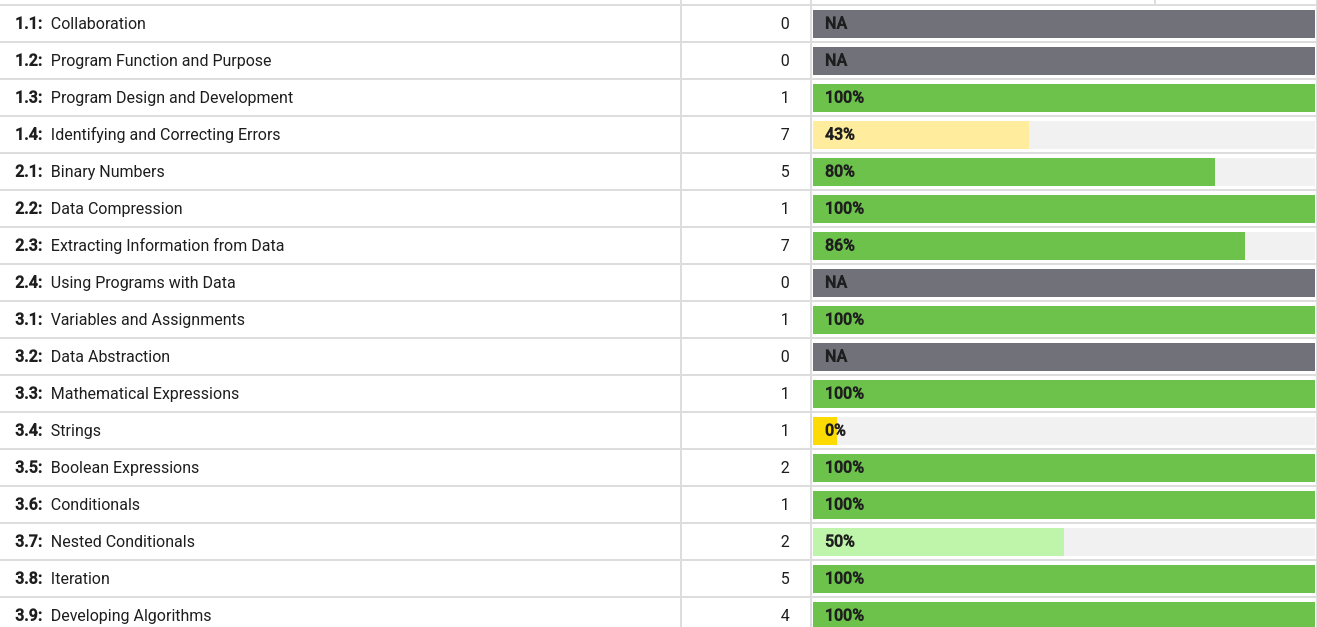 1.1: Collaboration 0 NA
1.2: Program Function and Purpose 0 NA
1.3: Program Design and Development 1 100%
1.4: Identifying and Correcting Errors 7 43%
2.1: Binary Numbers 5 80%
2.2: Data Compression 1 100%
2.3: Extracting Information from Data 7 86%
2.4: Using Programs with Data 0 NA
3.1: Variables and Assignments 1 100%
3.2: Data Abstraction 0 NA
3.3: Mathematical Expressions 1 100%
3.4: Strings 1 0%
3.5: Boolean Expressions 2 100%
3.6: Conditionals 1 100%
3.7: Nested Conditionals 2 50%
3.8: Iteration 5 100%
3.9: Developing Algorithms 4 100%